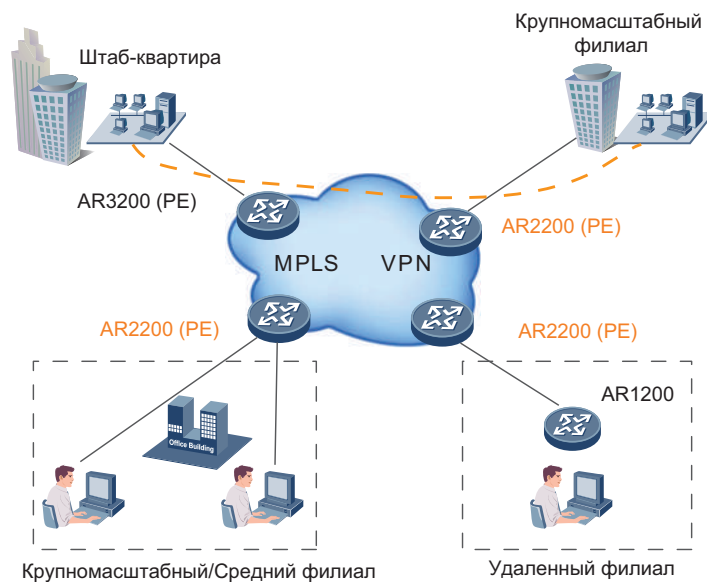 Штаб-квартира
Крупномасштабный
филиал
AR3200 (PE)
AR2200 (PE)
MPLS VPN
AR2200 (PE)
AR2200 (PE)
AR1200
Office Building
Крупномасштабный/Средний филиал
Удаленный филиал